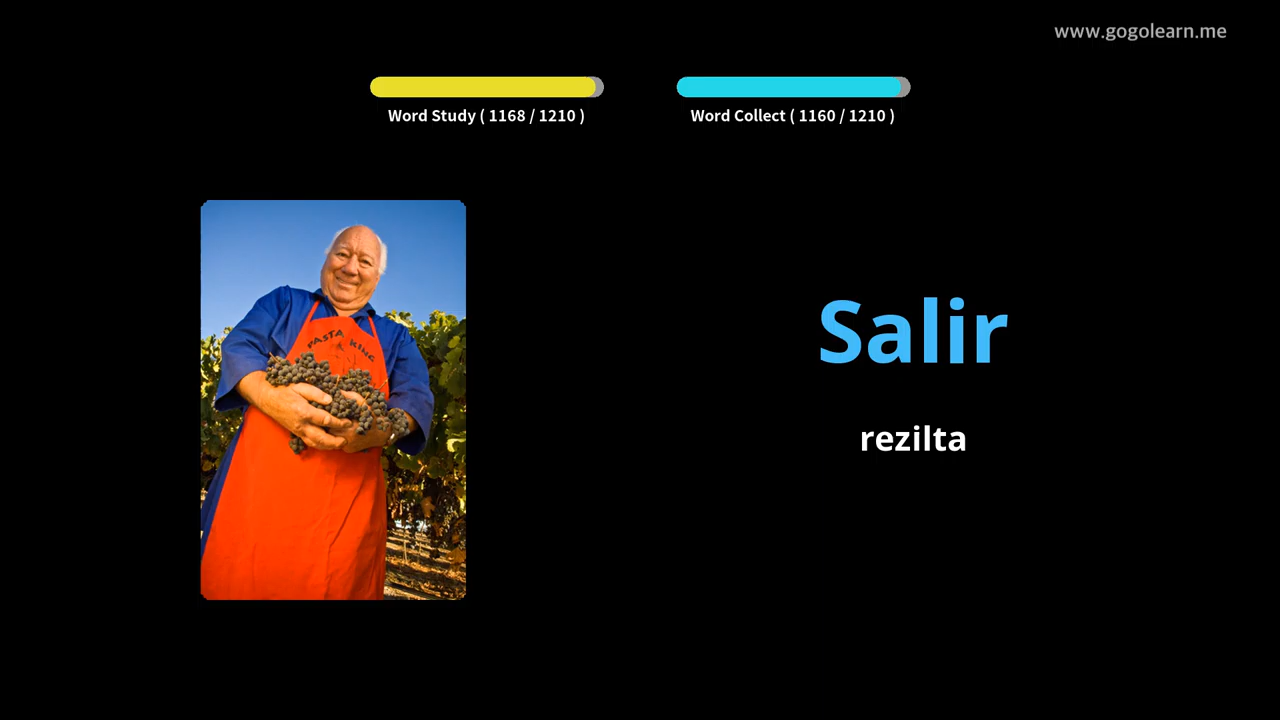 www.gogolearn.me
Word Study ( 1168 / 1210 )
Word Collect ( 1160 / 1210 )
PASTA KING
Salir
rezilta